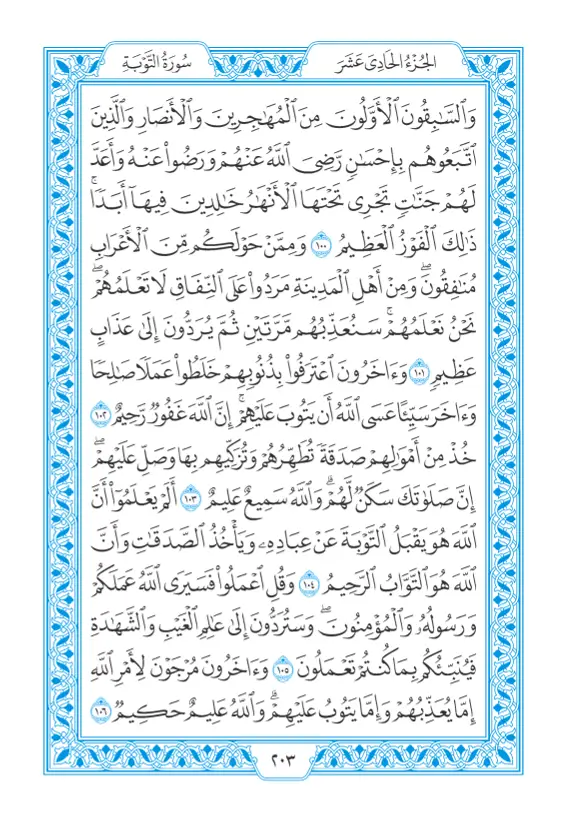 الجُزْءُ الحَادِيَ عَشَرَ
سُورَةُ التَّوْبَةِ
وَٱلسَّٰبِقُونَ ٱلْأَوَّلُونَ مِنَ ٱلْمُهَٰجِرِينَ وَٱلْأَنصَارِ وَٱلَّذِينَ
ٱتَّبَعُوهُم بِإِحْسَٰنٍ رَّضِيَ ٱللَّهُ عَنْهُمْ وَرَضُوا۟ عَنْهُ وَأَعَدَّ
لَهُمْ جَنَّٰتٍ تَجْرِى تَحْتَهَا ٱلْأَنْهَٰرُ خَٰلِدِينَ فِيهَآ أَبَدًا ۚ
ذَٰلِكَ ٱلْفَوْزُ ٱلْعَظِيمُ ١٠٠ وَمِمَّنْ حَوْلَكُم مِّنَ ٱلْأَعْرَابِ
مُنَٰفِقُونَ ۖ وَمِنْ أَهْلِ ٱلْمَدِينَةِ مَرَدُوا۟ عَلَى ٱلنِّفَاقِ لَا تَعْلَمُهُمْ ۖ
نَحْنُ نَعْلَمُهُمْ ۚ سَنُعَذِّبُهُم مَّرَّتَيْنِ ثُمَّ يُرَدُّونَ إِلَىٰ عَذَابٍ
عَظِيمٍ ١٠١ وَءَاخَرُونَ ٱعْتَرَفُوا۟ بِذُنُوبِهِمْ خَلَطُوا۟ عَمَلًا صَٰلِحًا
وَءَاخَرَ سَيِّئًا عَسَى ٱللَّهُ أَن يَتُوبَ عَلَيْهِمْ ۚ إِنَّ ٱللَّهَ غَفُورٌ رَّحِيمٌ ١٠٢
خُذْ مِنْ أَمْوَٰلِهِمْ صَدَقَةً تُطَهِّرُهُمْ وَتُزَكِّيهِم بِهَا وَصَلِّ عَلَيْهِمْ ۖ
إِنَّ صَلَوٰتَكَ سَكَنٌ لَّهُمْ ۗ وَٱللَّهُ سَمِيعٌ عَلِيمٌ ١٠٣ أَلَمْ يَعْلَمُوٓا۟ أَنَّ
ٱللَّهَ هُوَ يَقْبَلُ ٱلتَّوْبَةَ عَنْ عِبَادِهِۦ وَيَأْخُذُ ٱلصَّدَقَٰتِ وَأَنَّ
ٱللَّهَ هُوَ ٱلتَّوَّابُ ٱلرَّحِيمُ ١٠٤ وَقُلِ ٱعْمَلُوا۟ فَسَيَرَى ٱللَّهُ عَمَلَكُمْ
وَرَسُولُهُۥ وَٱلْمُؤْمِنُونَ ۖ وَسَتُرَدُّونَ إِلَىٰ عَٰلِمِ ٱلْغَيْبِ وَٱلشَّهَٰدَةِ
فَيُنَبِّئُكُم بِمَا كُنتُمْ تَعْمَلُونَ ١٠٥ وَءَاخَرُونَ مُرْجَوْنَ لِأَمْرِ ٱللَّهِ
إِمَّا يُعَذِّبُهُمْ وَإِمَّا يَتُوبُ عَلَيْهِمْ ۗ وَٱللَّهُ عَلِيمٌ حَكِيمٌ ١٠٦
٢٠٣